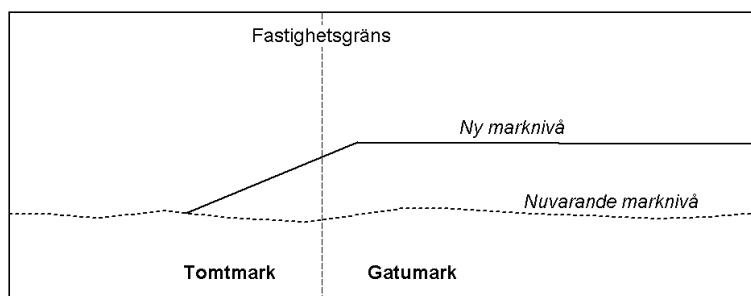 Fastighetsgräns
Ny marknivå
Nuvarande marknivå
Tomtmark
Gatumark